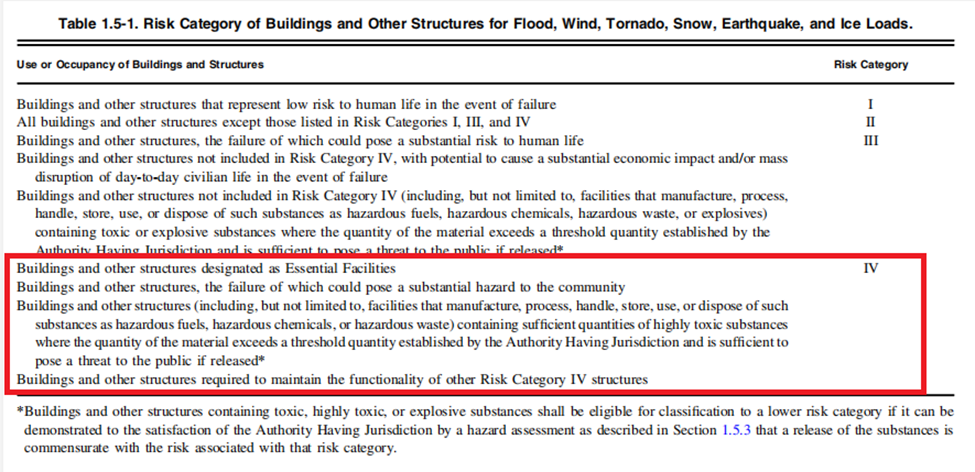 Table 1.5-1. Risk Category of Buildings and Other Structures for Flood, Wind, Tornado, Snow, Earthquake, and Ice Loads.
Use or Occupancy of Buildings and Structures Risk Category
Buildings and other structures that represent low risk to human life in the event of failure I
All buildings and other structures except those listed in Risk Categories I, III, and IV II
Buildings and other structures, the failure of which could pose a substantial risk to human life III
Buildings and other structures not included in Risk Category IV, with potential to cause a substantial economic impact and/or mass
disruption of day-to-day civilian life in the event of failure
Buildings and other structures not included in Risk Category IV (including, but not limited to, facilities that manufacture, process,
handle, store, use, or dispose of such substances as hazardous fuels, hazardous chemicals, hazardous waste, or explosives)
containing toxic or explosive substances where the quantity of the material exceeds a threshold quantity established by the
Authority Having Jurisdiction and is sufficient to pose a threat to the public if released*
Buildings and other structures designated as Essential Facilities IV
Buildings and other structures, the failure of which could pose a substantial hazard to the community
Buildings and other structures (including, but not limited to, facilities that manufacture, process, handle, store, use, or dispose of such
substances as hazardous fuels, hazardous chemicals, or hazardous waste) containing sufficient quantities of highly toxic substances
where the quantity of the material exceeds a threshold quantity established by the Authority Having Jurisdiction and is sufficient to
pose a threat to the public if released*
Buildings and other structures required to maintain the functionality of other Risk Category IV structures
*Buildings and other structures containing toxic, highly toxic, or explosive substances shall be eligible for classification to a lower risk category if it can be
demonstrated to the satisfaction of the Authority Having Jurisdiction by a hazard assessment as described in Section 1.5.3 that a release of the substances is
commensurate with the risk associated with that risk category.